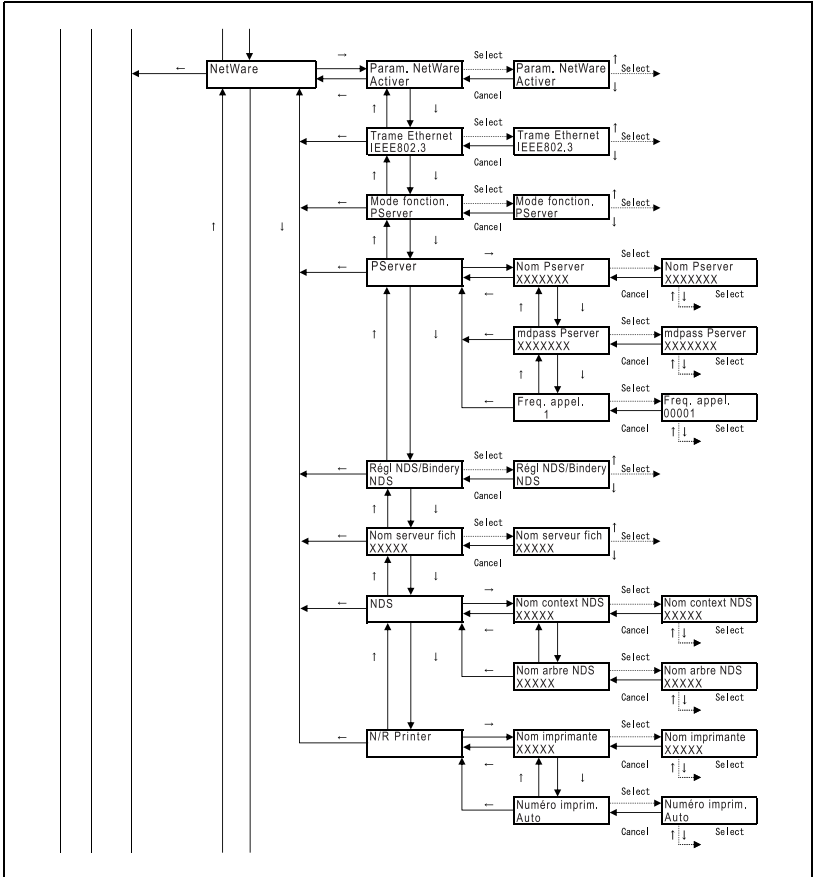 NetWare
←
→
←
Param. NetWare
Activer
Select
Cancel
Param. NetWare
Activer
↑
Select
↓
↑ ↓
←
Trame Ethernet
IEEE802.3
Select
Cancel
Trame Ethernet
IEEE802.3
↑
Select
↓
↑ ↓
←
Mode fonction.
PServer
Select
Cancel
Mode fonction.
PServer
↑
Select
↓
↑ ↓
↑ ↓
←
PServer
→
←
Nom Pserver
XXXXXXX
Select
Cancel
Nom Pserver
XXXXXXX
↑ ↓ Select
↑ ↓
↑ ↓
←
mdpass Pserver
XXXXXXX
Select
Cancel
mdpass Pserver
XXXXXXX
↑ ↓ Select
↑ ↓
←
Freq. appel.
1
Select
Cancel
Freq. appel.
00001
↑ ↓ Select
←
Régl NDS/Bindery
NDS
Select
Cancel
Régl NDS/Bindery
NDS
↑
Select
↓
↑ ↓
←
Nom serveur fich
XXXXX
Select
Cancel
Nom serveur fich
XXXXX
↑
Select
↓
↑ ↓
←
NDS
→
←
Nom context NDS
XXXXX
Select
Cancel
Nom context NDS
XXXXX
↑ ↓ Select
↑ ↓
↑ ↓
←
Nom arbre NDS
XXXXX
Select
Cancel
Nom arbre NDS
XXXXX
↑ ↓ Select
←
N/R Printer
→
←
Nom imprimante
XXXXX
Select
Cancel
Nom imprimante
XXXXX
↑ ↓ Select
↑ ↓
←
Numéro imprim.
Auto
Select
Cancel
Numéro imprim.
Auto
↑ ↓ Select